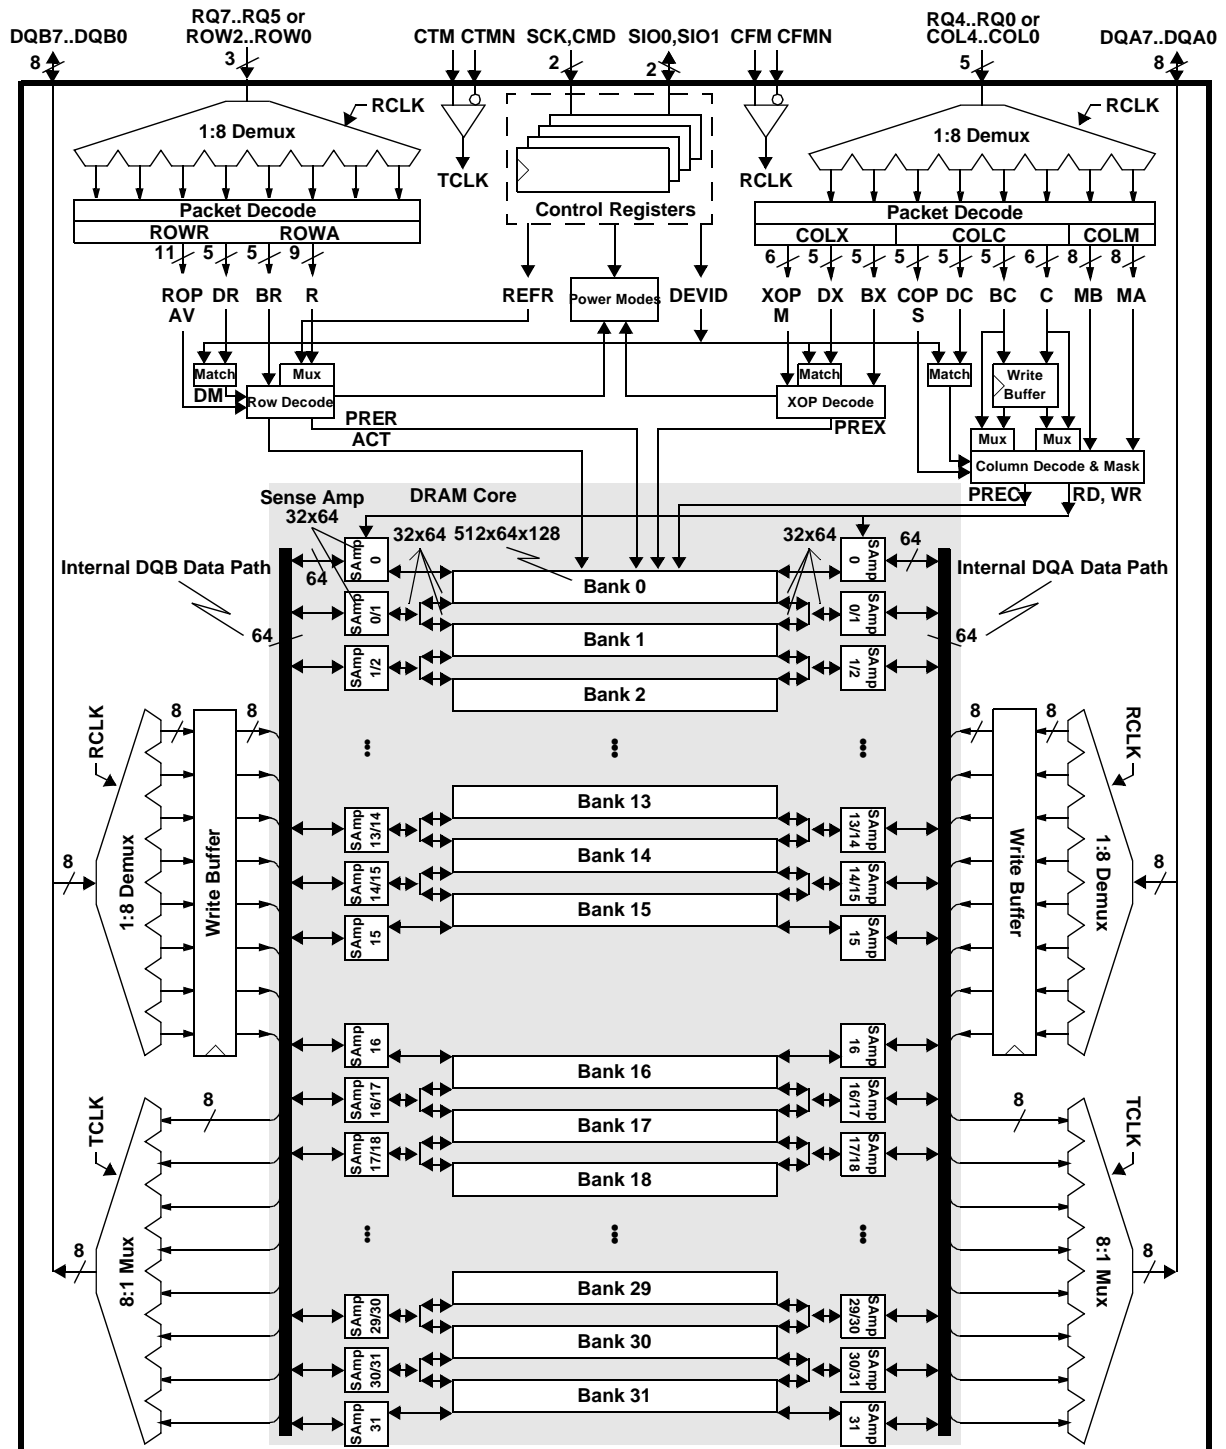 RQ7..RQ5 or
RQ4..RQ0 or
DQB7..DQB0
ROW2..ROW0
CTM CTMN
SCK,CMD
SIO0,SIO1
CFM CFMN
COL4..COL0
DQA7..DQA0
8
3
2
2
5
8
RCLK
1:8 Demux
TCLK
RCLK
RCLK
1:8 Demux
Control Registers
Packet Decode
ROWR
ROWA
Packet Decode
COLX
COLC
COLM
11
5
5
9
6
5
5
5
5
5
6
8
8
ROP
AV
DR
BR
R
REFR
Power Modes
DEVID
XOP
M
DX
BX
COP
S
DC
BC
C
MB
MA
Match
Mux
DM
Row Decode
Match
XOP Decode
Match
Write
Buffer
PRER
ACT
PREX
Mux
Mux
Column Decode & Mask
PREC
RD, WR
Sense Amp
32x64
DRAM Core
32x64
512x64x128
32x64
SAmp
0
64
SAmp
0
64
Internal DQB Data Path
Internal DQA Data Path
Bank 0
SAmp
0/1
SAmp
0/1
64
Bank 1
64
SAmp
1/2
SAmp
1/2
Bank 2
8
8
8
8
RCLK
RCLK
Bank 13
SAmp
13/14
SAmp
13/14
Bank 14
8
1:8 Demux
Write Buffer
SAmp
14/15
SAmp
14/15
Write Buffer
1:8 Demux
8
Bank 15
SAmp
15
SAmp
15
SAmp
16
SAmp
16
Bank 16
8
SAmp
16/17
SAmp
16/17
8
TCLK
TCLK
Bank 17
SAmp
17/18
SAmp
17/18
Bank 18
8
8:1 Mux
8:1 Mux
8
Bank 29
SAmp
29/30
SAmp
29/30
Bank 30
SAmp
30/31
SAmp
30/31
Bank 31
SAmp
31
SAmp
31